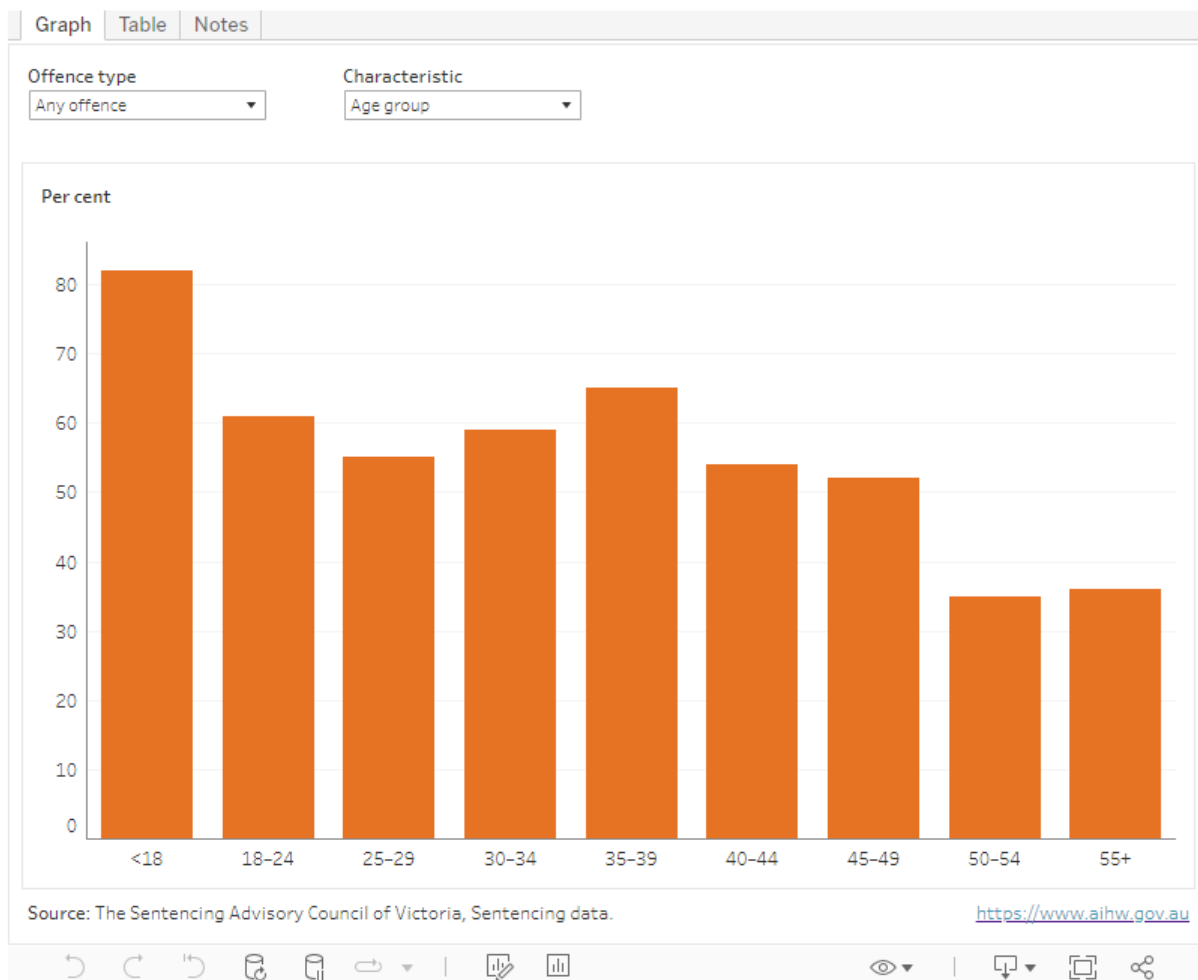 Graph Table Notes
Offence type Characteristic
Any offence Age group
Per cent
80
70
60
50
40
30
20
10
0
<18 18–24 25–29 30–34 35–39 40–44 45–49 50–54 55+
Source: The Sentencing Advisory Council of Victoria, Sentencing data. https://www.aihw.gov.au